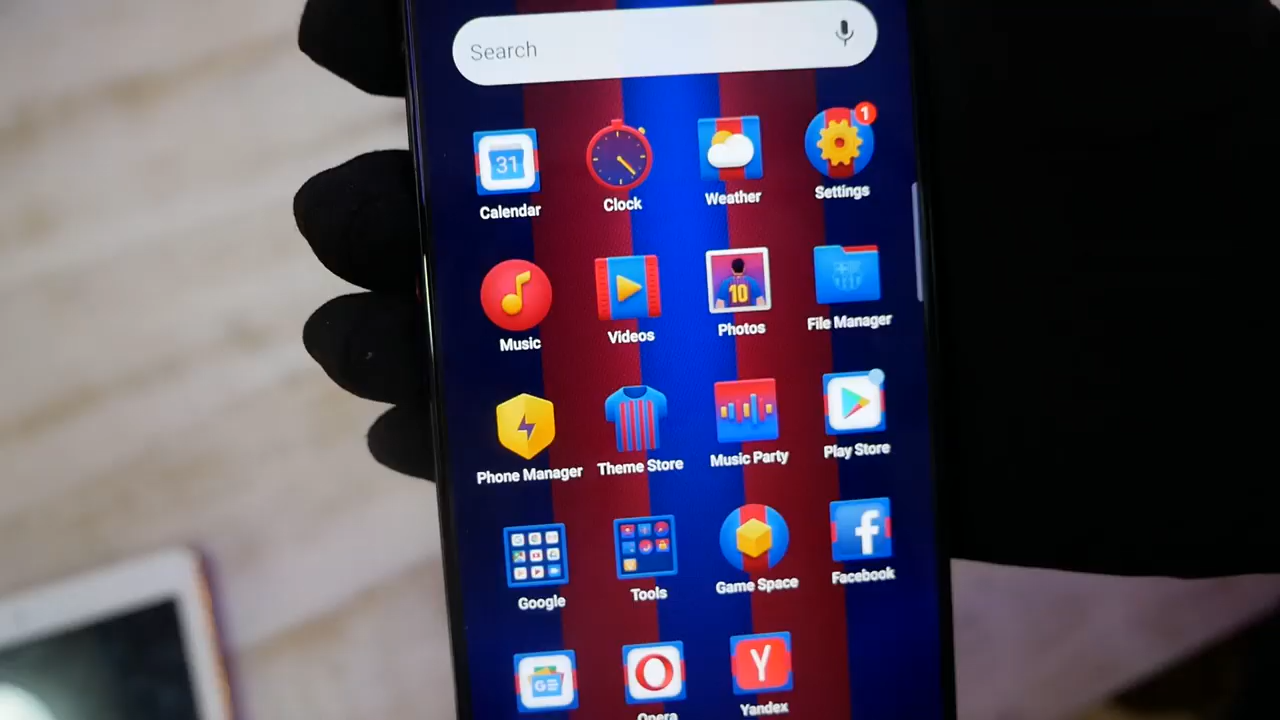 Search
1
31
Calendar
Clock
Weather
Settings
10
Music
Videos
Photos
File Manager
Phone Manager
Theme Store
Music Party
Play Store
f
Google
Tools
Game Space
Facebook
GE
Y
Opera
Yandex